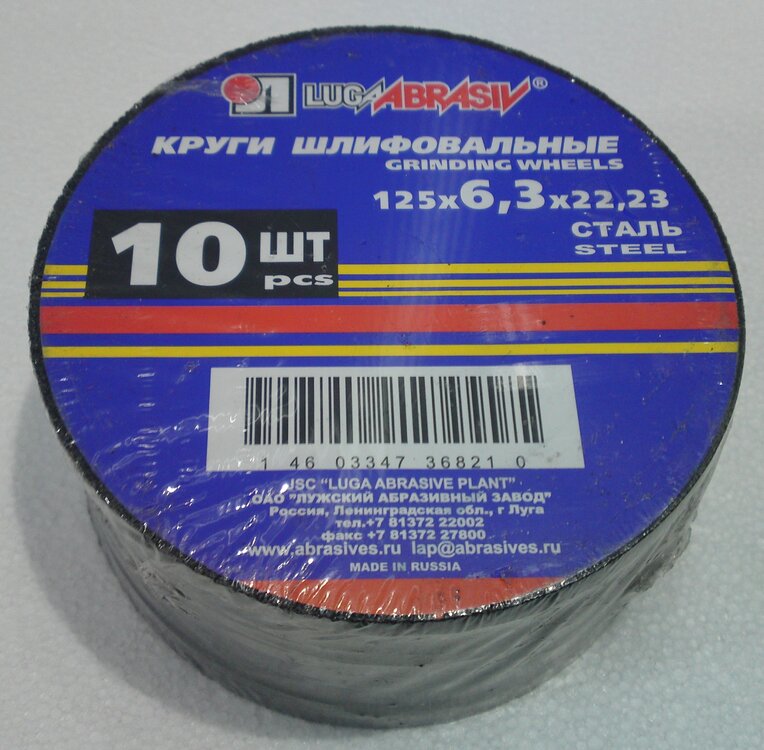 Л LUGAABRASIV®
КРУГИ ШЛИФОВАЛЬНЫЕ
GRINDING WHEELS
125x6,3x22,23
СТАЛЬ
STEEL
10 ШТ
pcs
1 46 03347 36821 0
JSC "LUGA ABRASIVE PLANT"
ОАО "ЛУЖСКИЙ АБРАЗИВНЫЙ ЗАВОД"
Россия, Ленинградская обл., г Луга
тел.+7 81372 22002
факс +7 81372 27800
www.abrasives.ru lap@abrasives.ru
MADE IN RUSSIA